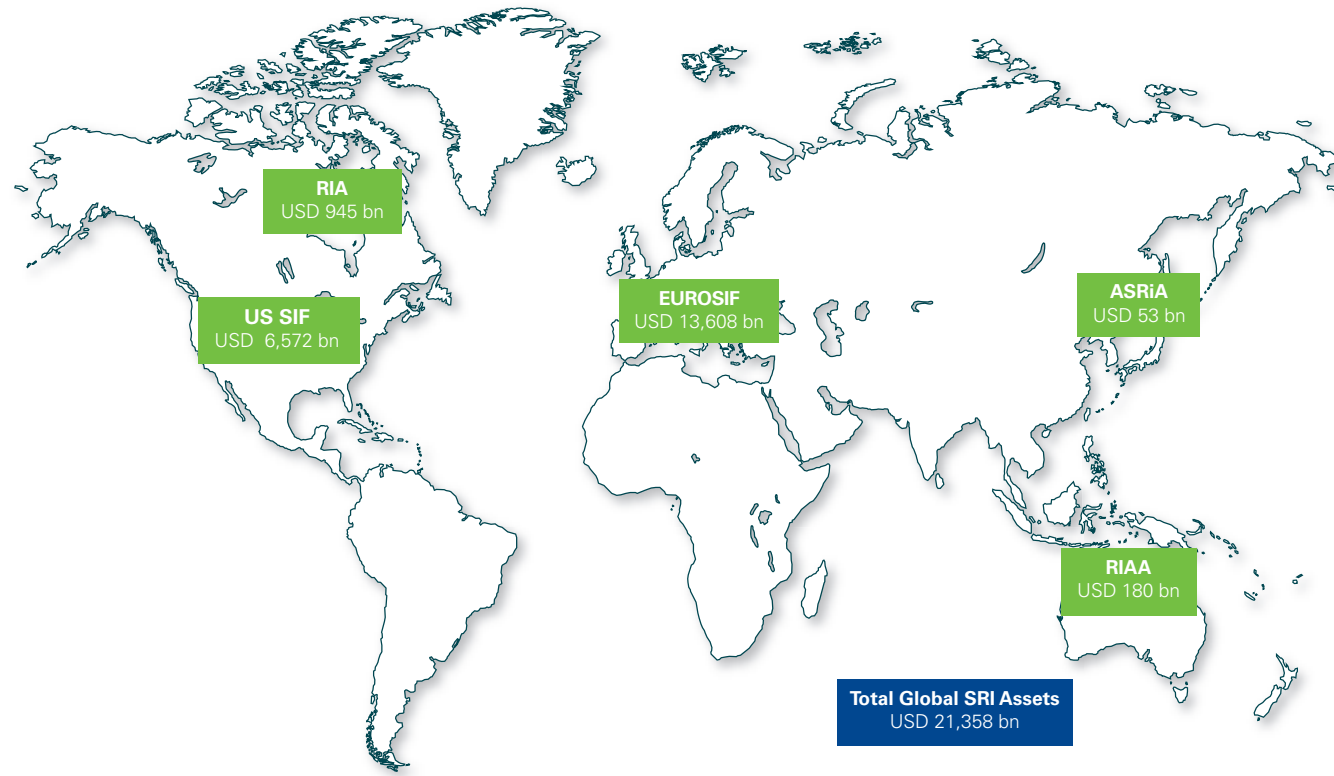 RIA
USD 945 bn
US SIF
USD 6,572 bn
EUROSIF
USD 13,608 bn
ASRiA
USD 53 bn
RIAA
USD 180 bn
Total Global SRI Assets
USD 21,358 bn